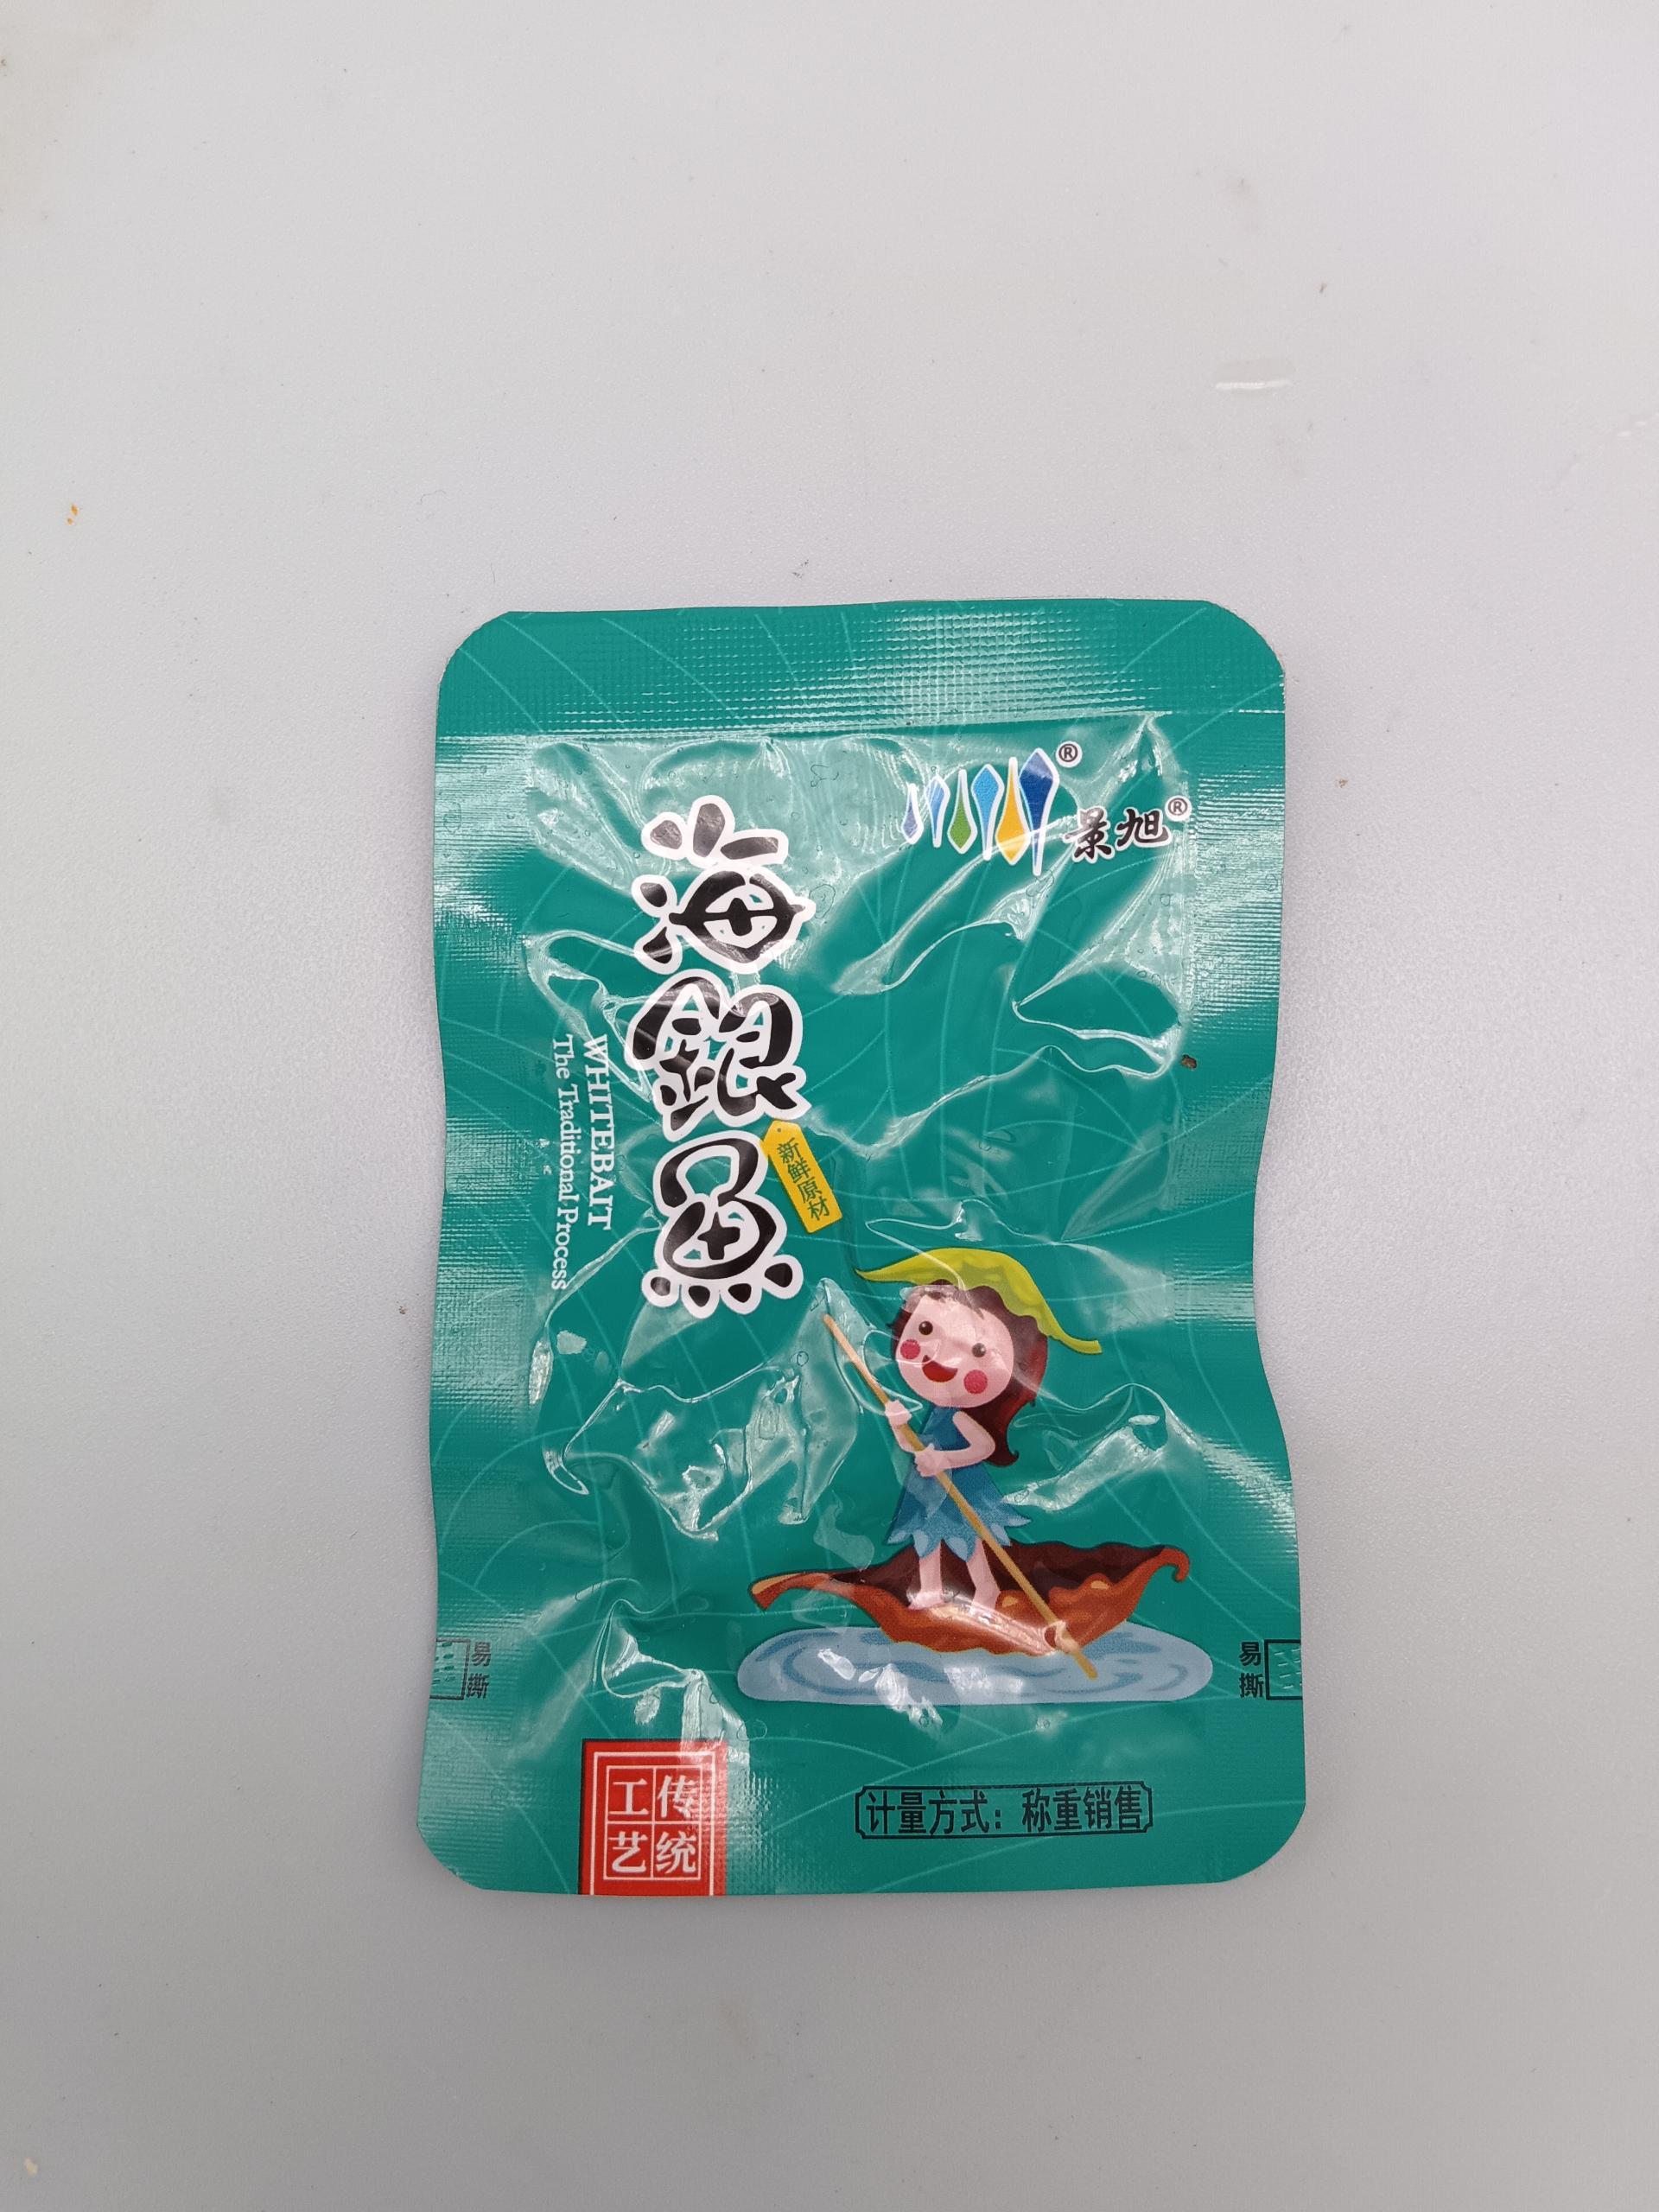 ®
景旭®
海銀魚
新鲜原材
WHITEBAIT
The Traditional Process
易撕
易撕
传统
工艺
计量方式：称重销售